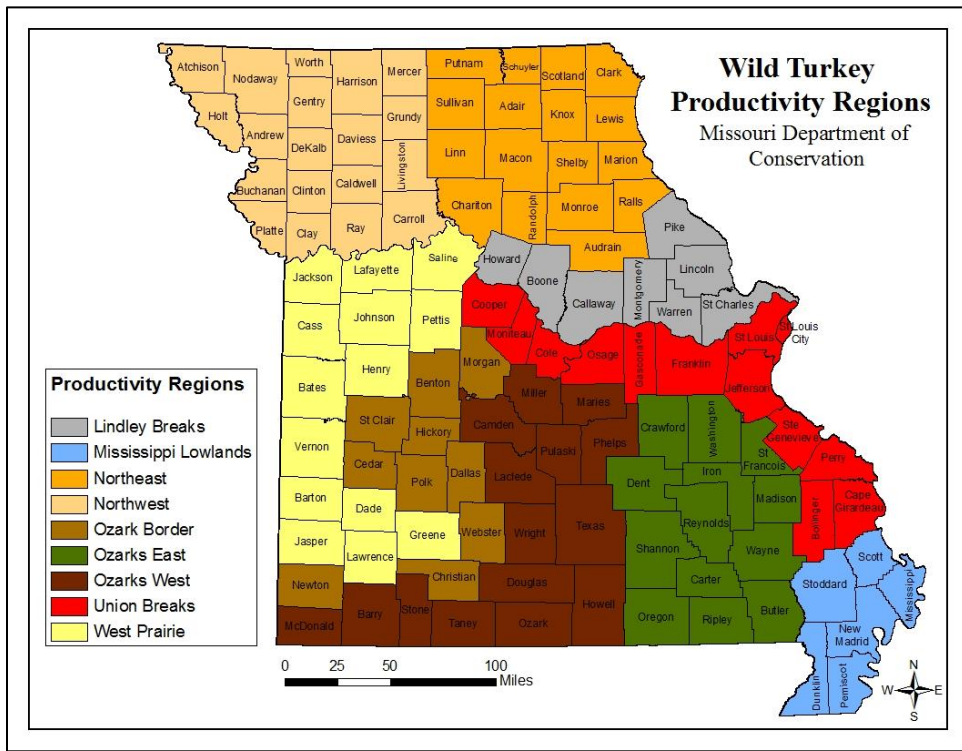 Wild Turkey
Productivity Regions
Missouri Department of
Conservation
Atchison
Nodaway
Worth
Harrison
Mercer
Putnam
Schuyler
Scotland
Clark
Gentry
Holt
Andrew
DeKalb
Daviess
Grundy
Sullivan
Adair
Knox
Lewis
Livingston
Linn
Macon
Shelby
Marion
Buchanan
Clinton
Caldwell
Chariton
Randolph
Monroe
Ralls
Platte
Clay
Ray
Carroll
Audrain
Pike
Saline
Howard
Boone
Callaway
Montgomery
Lincoln
Warren
St Charles
Jackson
Lafayette
Cass
Johnson
Pettis
Cooper
Moniteau
Cole
Osage
Gasconade
Franklin
St Louis
St Louis
City
Jefferson
Bates
Henry
Benton
Morgan
Miller
Maries
Camden
Pulaski
Phelps
Crawford
Washington
Ste
Genevieve
St
Francois
Perry
Vernon
St Clair
Hickory
Cedar
Polk
Dallas
Laclede
Dent
Iron
Madison
Bolinger
Cape
Girardeau
Barton
Dade
Greene
Webster
Wright
Texas
Reynolds
Shannon
Wayne
Jasper
Lawrence
Christian
Douglas
Howell
Carter
Newton
McDonald
Barry
Stone
Taney
Ozark
Oregon
Ripley
Butler
Stoddard
Scott
Mississippi
New
Madrid
Dunklin
Pemiscot
Productivity Regions
Lindley Breaks
Mississippi Lowlands
Northeast
Northwest
Ozark Border
Ozarks East
Ozarks West
Union Breaks
West Prairie
0 25 50 100
Miles
N
W E
S